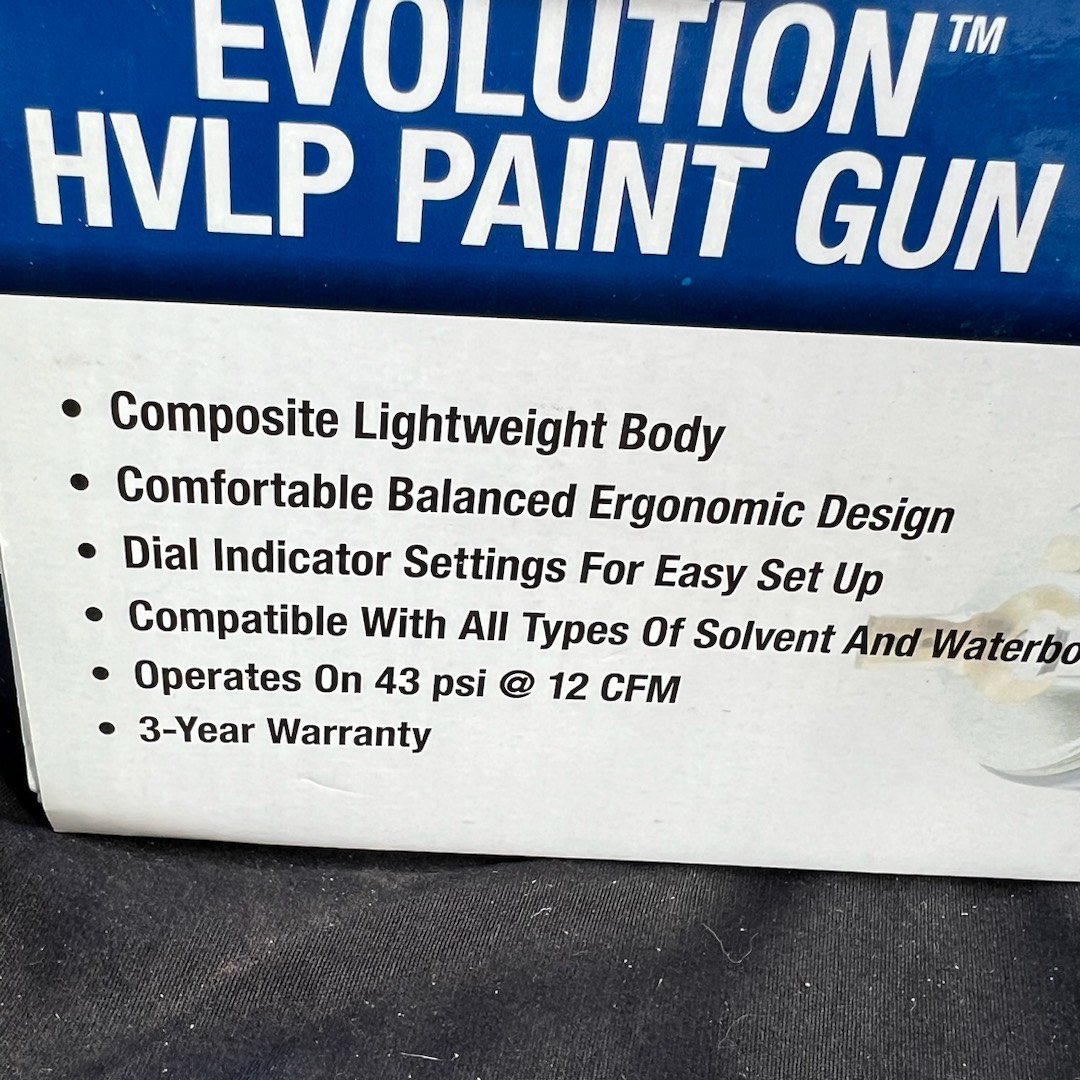 EVOLUTION™
HVLP PAINT GUN
• Composite Lightweight Body
• Comfortable Balanced Ergonomic Design
• Dial Indicator Settings For Easy Set Up
• Compatible With All Types Of Solvent And
• Operates On 43 psi @ 12 CFM
• 3-Year Warranty